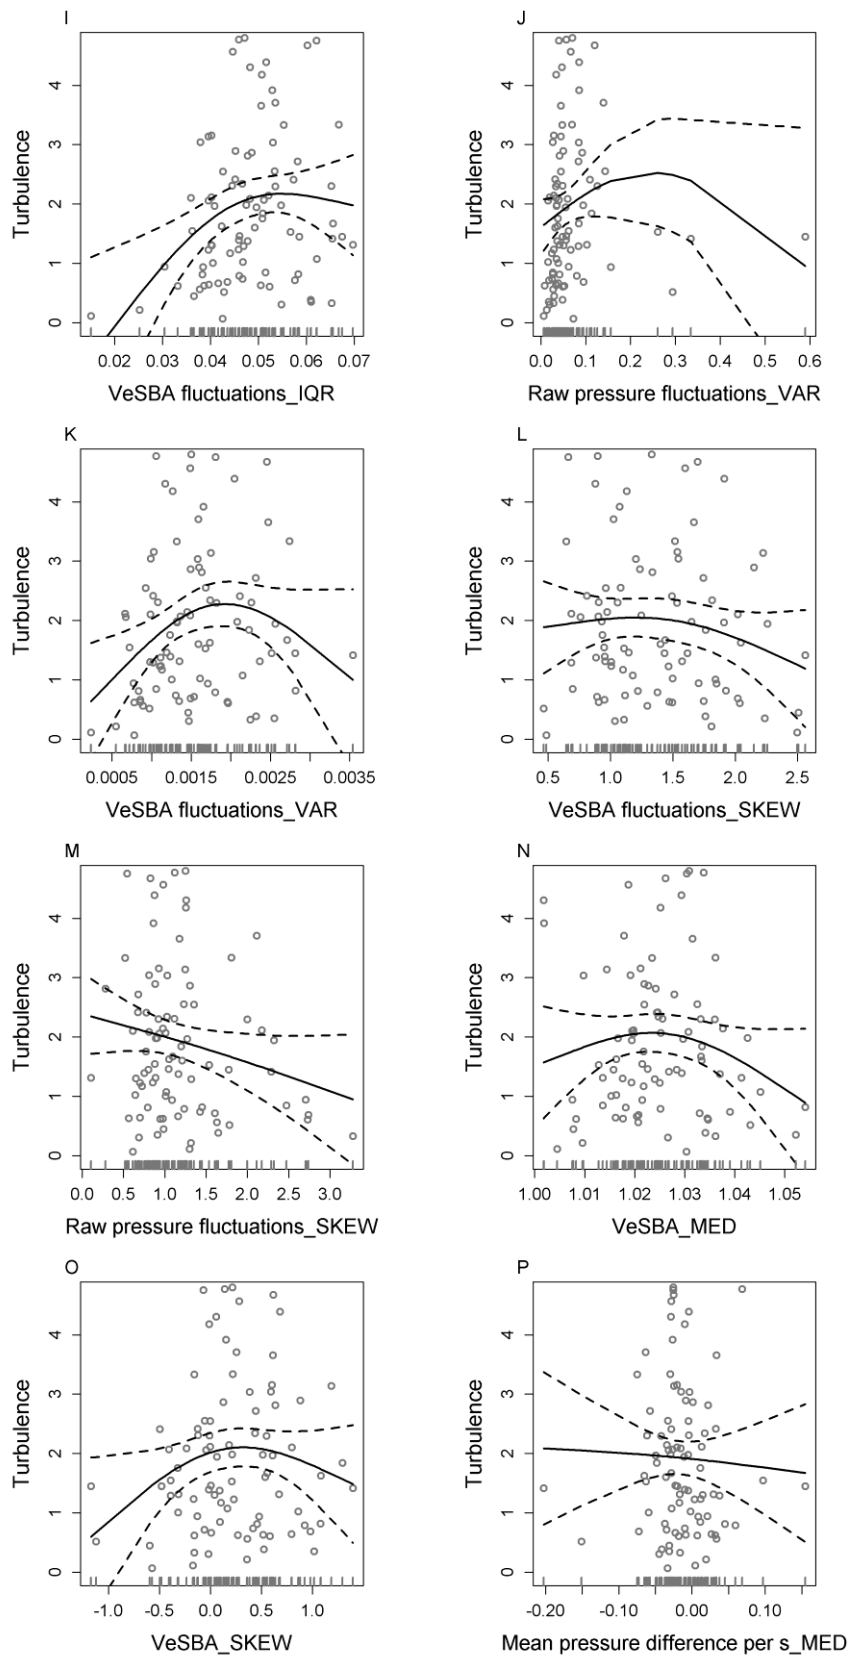 I
J
Turbulence
0 1 2 3 4
0.02 0.03 0.04 0.05 0.06 0.07
VeSBA fluctuations_IQR
Turbulence
0 1 2 3 4
0.0 0.1 0.2 0.3 0.4 0.5 0.6
Raw pressure fluctuations_VAR
K
L
Turbulence
0 1 2 3 4
0.0005 0.0015 0.0025 0.0035
VeSBA fluctuations_VAR
Turbulence
0 1 2 3 4
0.5 1.0 1.5 2.0 2.5
VeSBA fluctuations_SKEW
M
N
Turbulence
0 1 2 3 4
0.0 0.5 1.0 1.5 2.0 2.5 3.0
Raw pressure fluctuations_SKEW
Turbulence
0 1 2 3 4
1.00 1.01 1.02 1.03 1.04 1.05
VeSBA_MED
O
P
Turbulence
0 1 2 3 4
-1.0 -0.5 0.0 0.5 1.0
VeSBA_SKEW
Turbulence
0 1 2 3 4
-0.20 -0.10 0.00 0.10
Mean pressure difference per s_MED